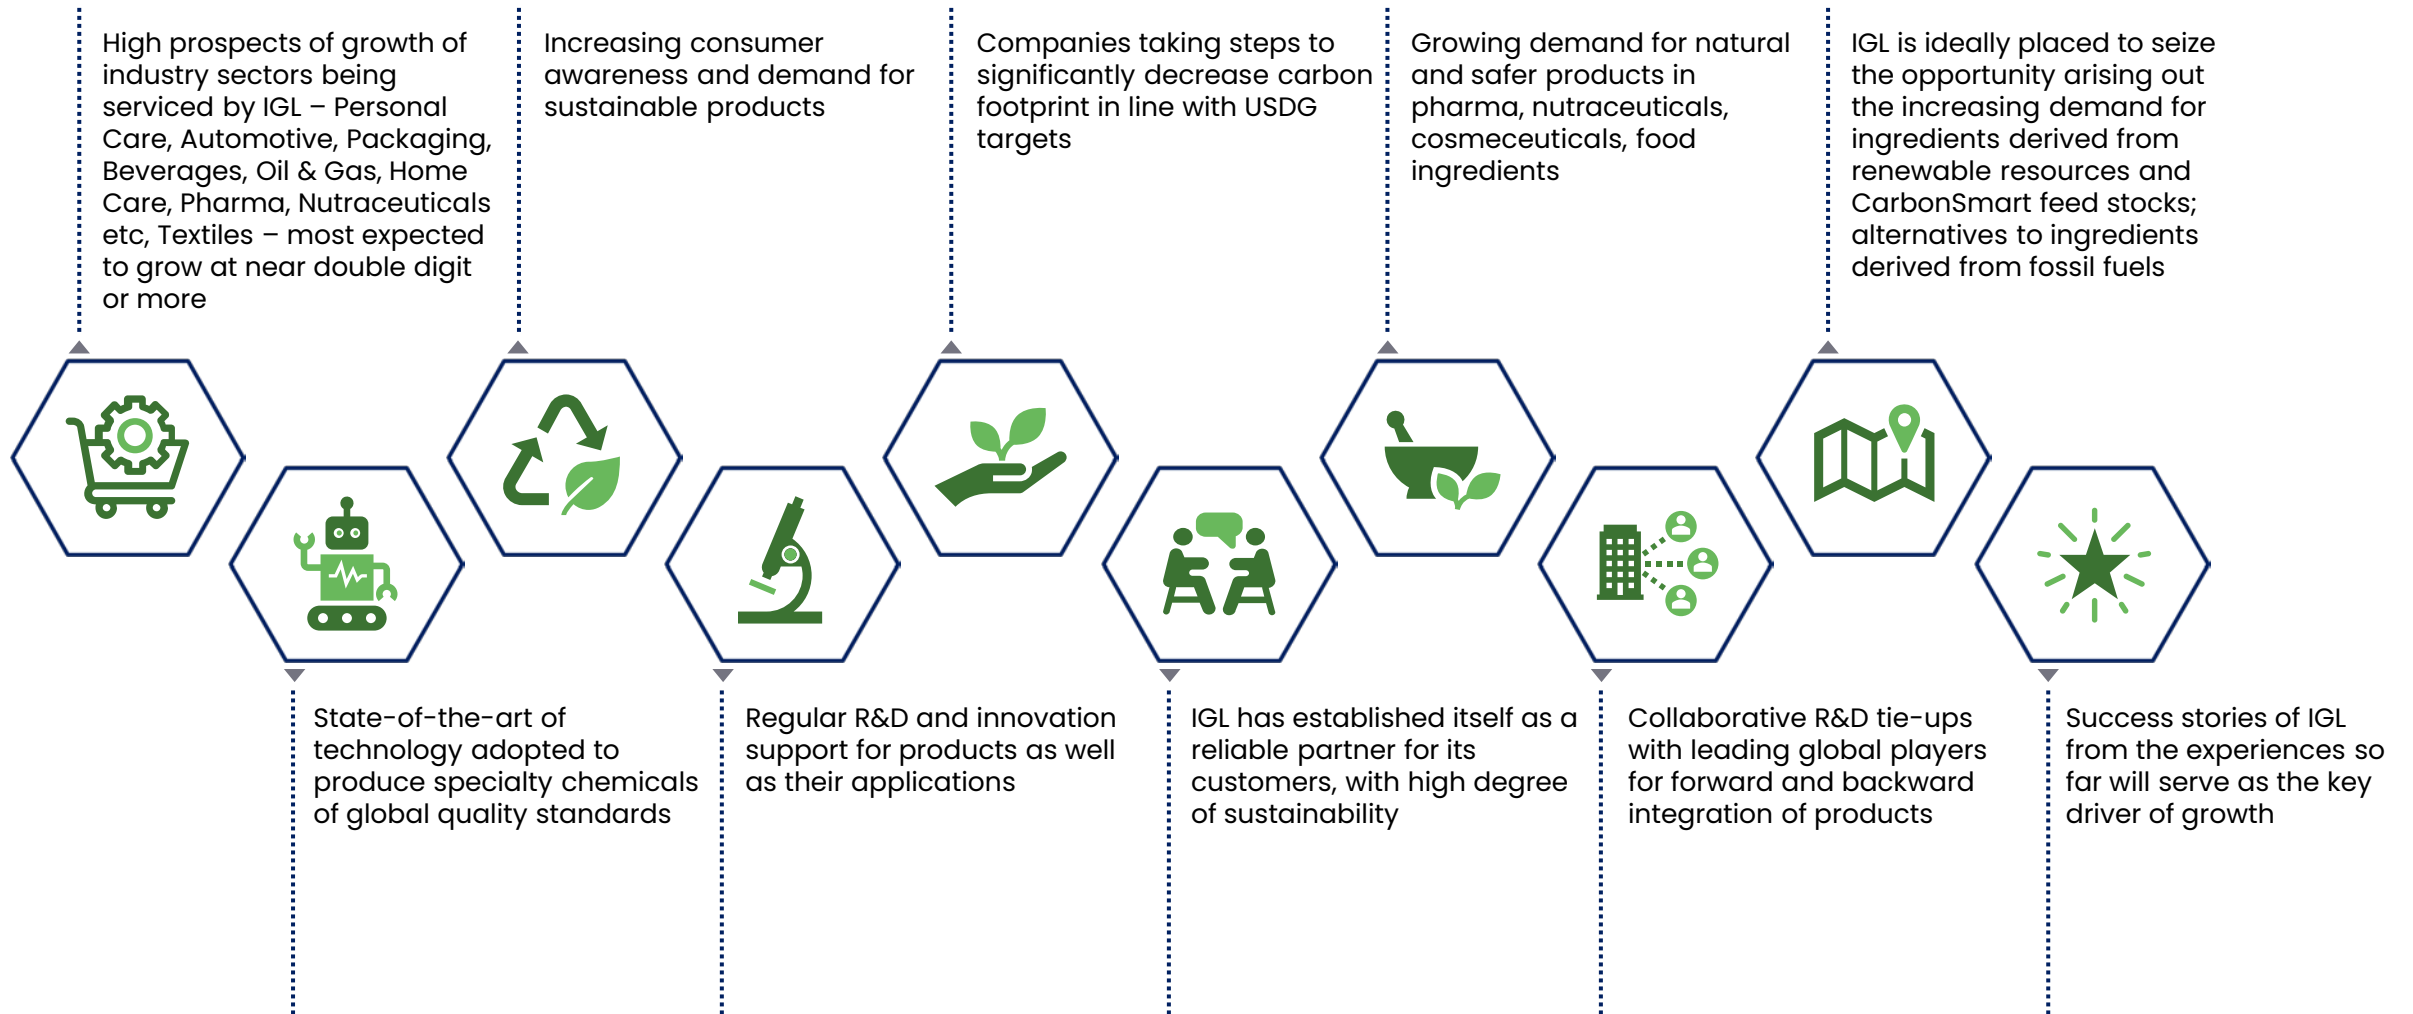 High prospects of growth of
industry sectors being
serviced by IGL – Personal
Care, Automotive, Packaging,
Beverages, Oil & Gas, Home
Care, Pharma, Nutraceuticals
etc, Textiles – most expected
to grow at near double digit
or more
Increasing consumer
awareness and demand for
sustainable products
Companies taking steps to
significantly decrease carbon
footprint in line with USDG
targets
Growing demand for natural
and safer products in
pharma, nutraceuticals,
cosmeceuticals, food
ingredients
IGL is ideally placed to seize
the opportunity arising out
the increasing demand for
ingredients derived from
renewable resources and
CarbonSmart feed stocks;
alternatives to ingredients
derived from fossil fuels
State-of-the-art of
technology adopted to
produce specialty chemicals
of global quality standards
Regular R&D and innovation
support for products as well
as their applications
IGL has established itself as a
reliable partner for its
customers, with high degree
of sustainability
Collaborative R&D tie-ups
with leading global players
for forward and backward
integration of products
Success stories of IGL
from the experiences so
far will serve as the key
driver of growth